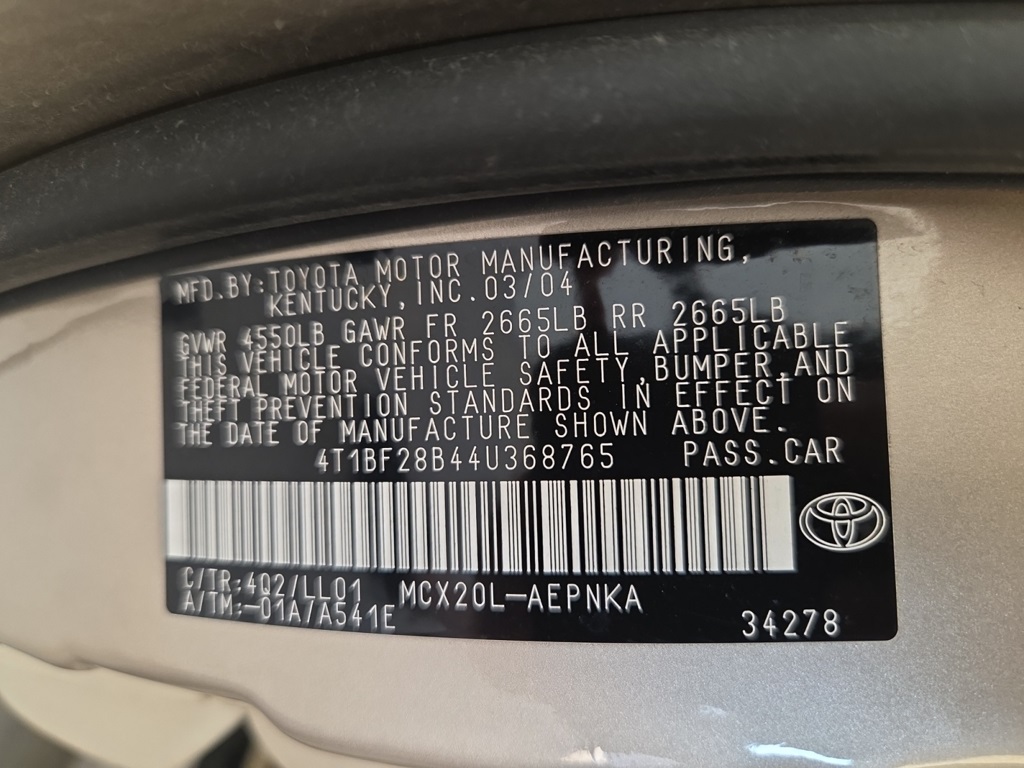 MFD.BY:TOYOTA MOTOR MANUFACTURING,
KENTUCKY,INC.03/04
GVWR 4550LB GAWR FR 2665LB RR 2665LB
THIS VEHICLE CONFORMS TO ALL APPLICABLE
FEDERAL MOTOR VEHICLE SAFETY,BUMPER,AND
THEFT PREVENTION STANDARDS IN EFFECT ON
THE DATE OF MANUFACTURE SHOWN ABOVE.
4T1BF28B44U368765 PASS.CAR
C/TR:4Q2/LL01 MCX20L-AEPNKA
A/TM:-01A/A541E
34278